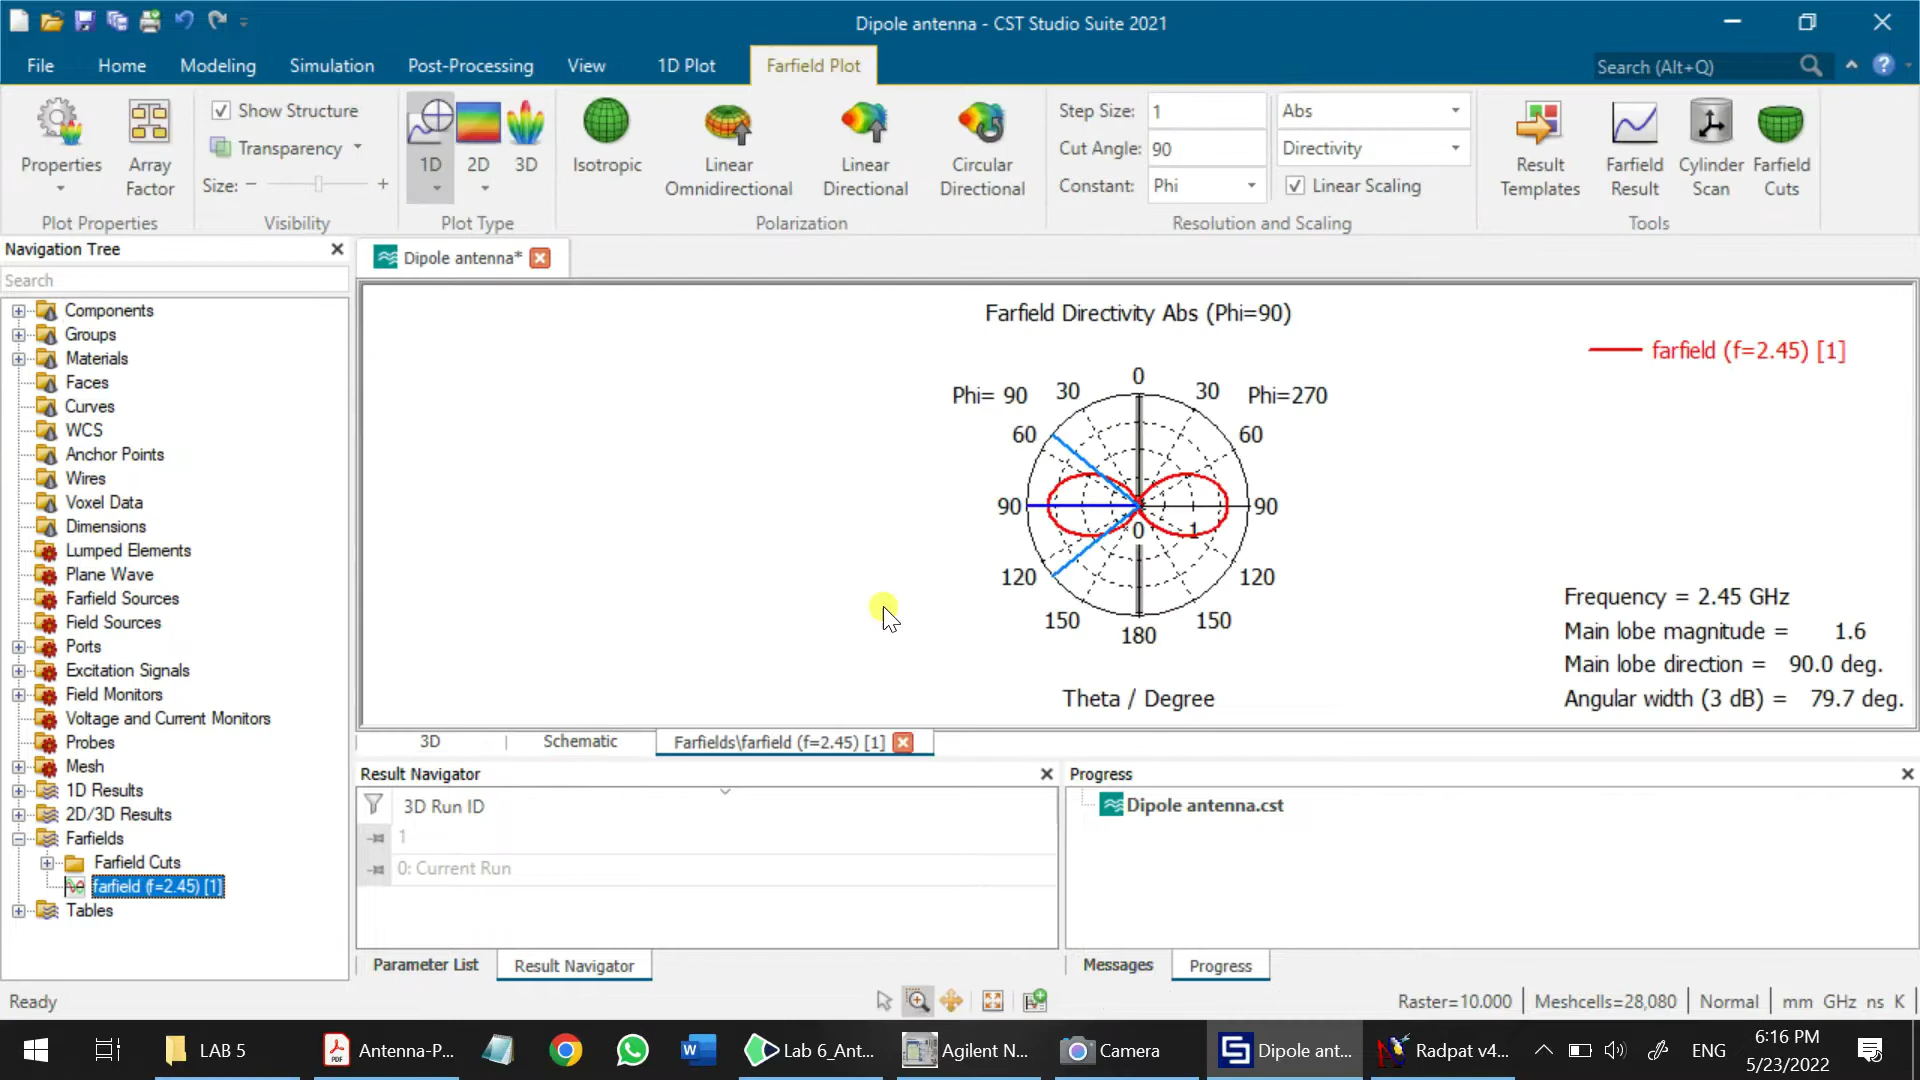 Dipole antenna - CST Studio Suite 2021
File Home Modeling Simulation Post-Processing View 1D Plot Farfield Plot Search (Alt+Q)
Properties
Array Factor
Plot Properties
Show Structure
Transparency
Size: − +
Visibility
1D 2D 3D
Plot Type
Isotropic
Linear Omnidirectional
Linear Directional
Circular Directional
Polarization
Step Size: 1 Abs
Cut Angle: 90 Directivity
Constant: Phi Linear Scaling
Resolution and Scaling
Result Templates
Farfield Result
Cylinder Scan
Farfield Cuts
Tools
Navigation Tree
Search
Components
Groups
Materials
Faces
Curves
WCS
Anchor Points
Wires
Voxel Data
Dimensions
Lumped Elements
Plane Wave
Farfield Sources
Field Sources
Ports
Excitation Signals
Field Monitors
Voltage and Current Monitors
Probes
Mesh
1D Results
2D/3D Results
Farfields
Farfield Cuts
farfield (f=2.45) [1]
Tables
Dipole antenna*
Farfield Directivity Abs (Phi=90)
farfield (f=2.45) [1]
0
Phi= 90 30 30 Phi=270
60 60
90 90
0 1
120 120
150 150
180
Theta / Degree
Frequency = 2.45 GHz
Main lobe magnitude = 1.6
Main lobe direction = 90.0 deg.
Angular width (3 dB) = 79.7 deg.
3D Schematic Farfields\farfield (f=2.45) [1]
Result Navigator
3D Run ID
1
0: Current Run
Parameter List Result Navigator
Progress
Dipole antenna.cst
Messages Progress
Ready Raster=10.000 Meshcells=28,080 Normal mm GHz ns K
LAB 5 Antenna-P... Lab 6_Ant... Agilent N... Camera Dipole ant... Radpat v4... ENG
6:16 PM
5/23/2022